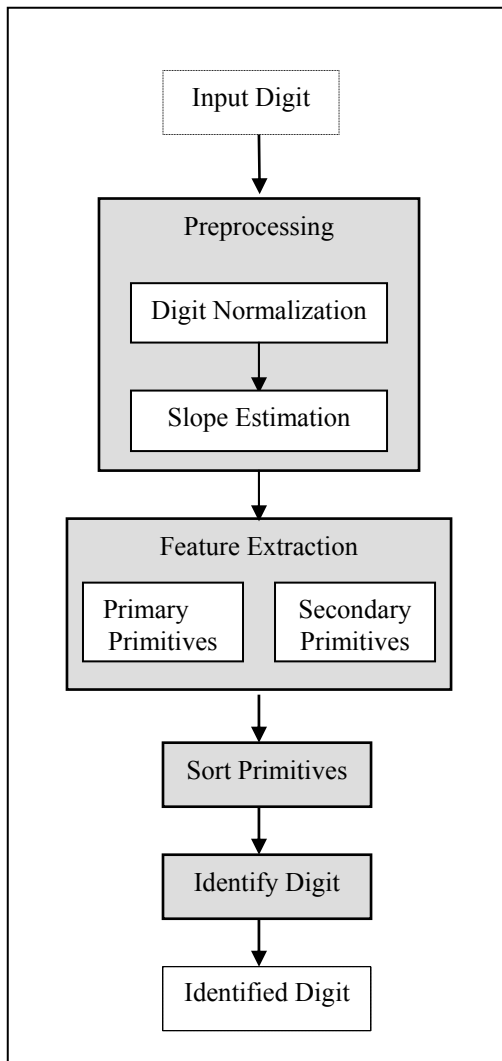 Input Digit
Preprocessing
Digit Normalization
Slope Estimation
Feature Extraction
Primary
Primitives
Secondary
Primitives
Sort Primitives
Identify Digit
Identified Digit